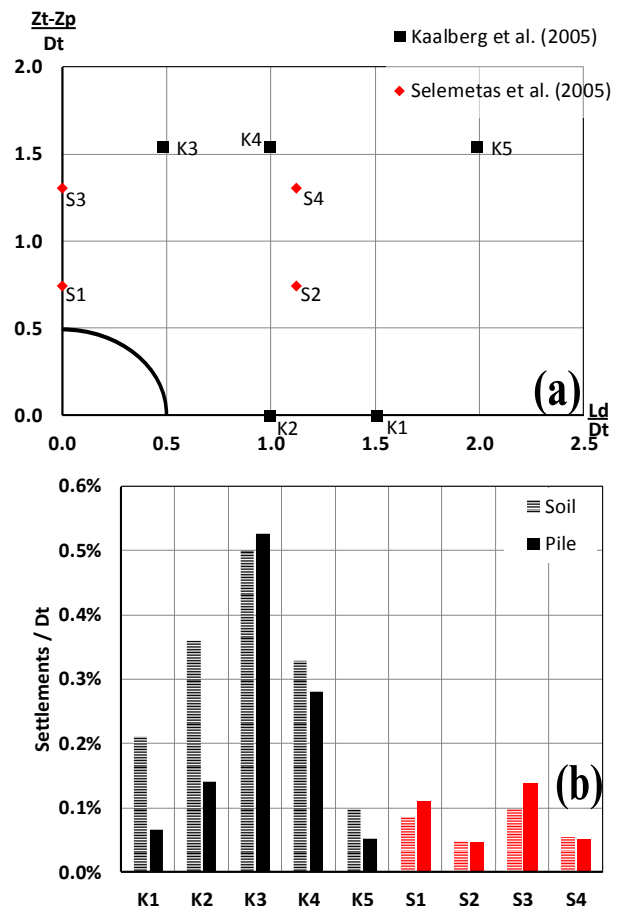 Zt-Zp
Dt
■ Kaalberg et al. (2005)
◆ Selemetas et al. (2005)
2.0
1.5
1.0
0.5
0.0
K3
K4
K5
S3
S4
S1
S2
K2
K1
(a)
Ld
Dt
0.0 0.5 1.0 1.5 2.0 2.5
0.6%
0.5%
0.4%
0.3%
0.2%
0.1%
0.0%
Settlements / Dt
Soil
Pile
(b)
K1 K2 K3 K4 K5 S1 S2 S3 S4